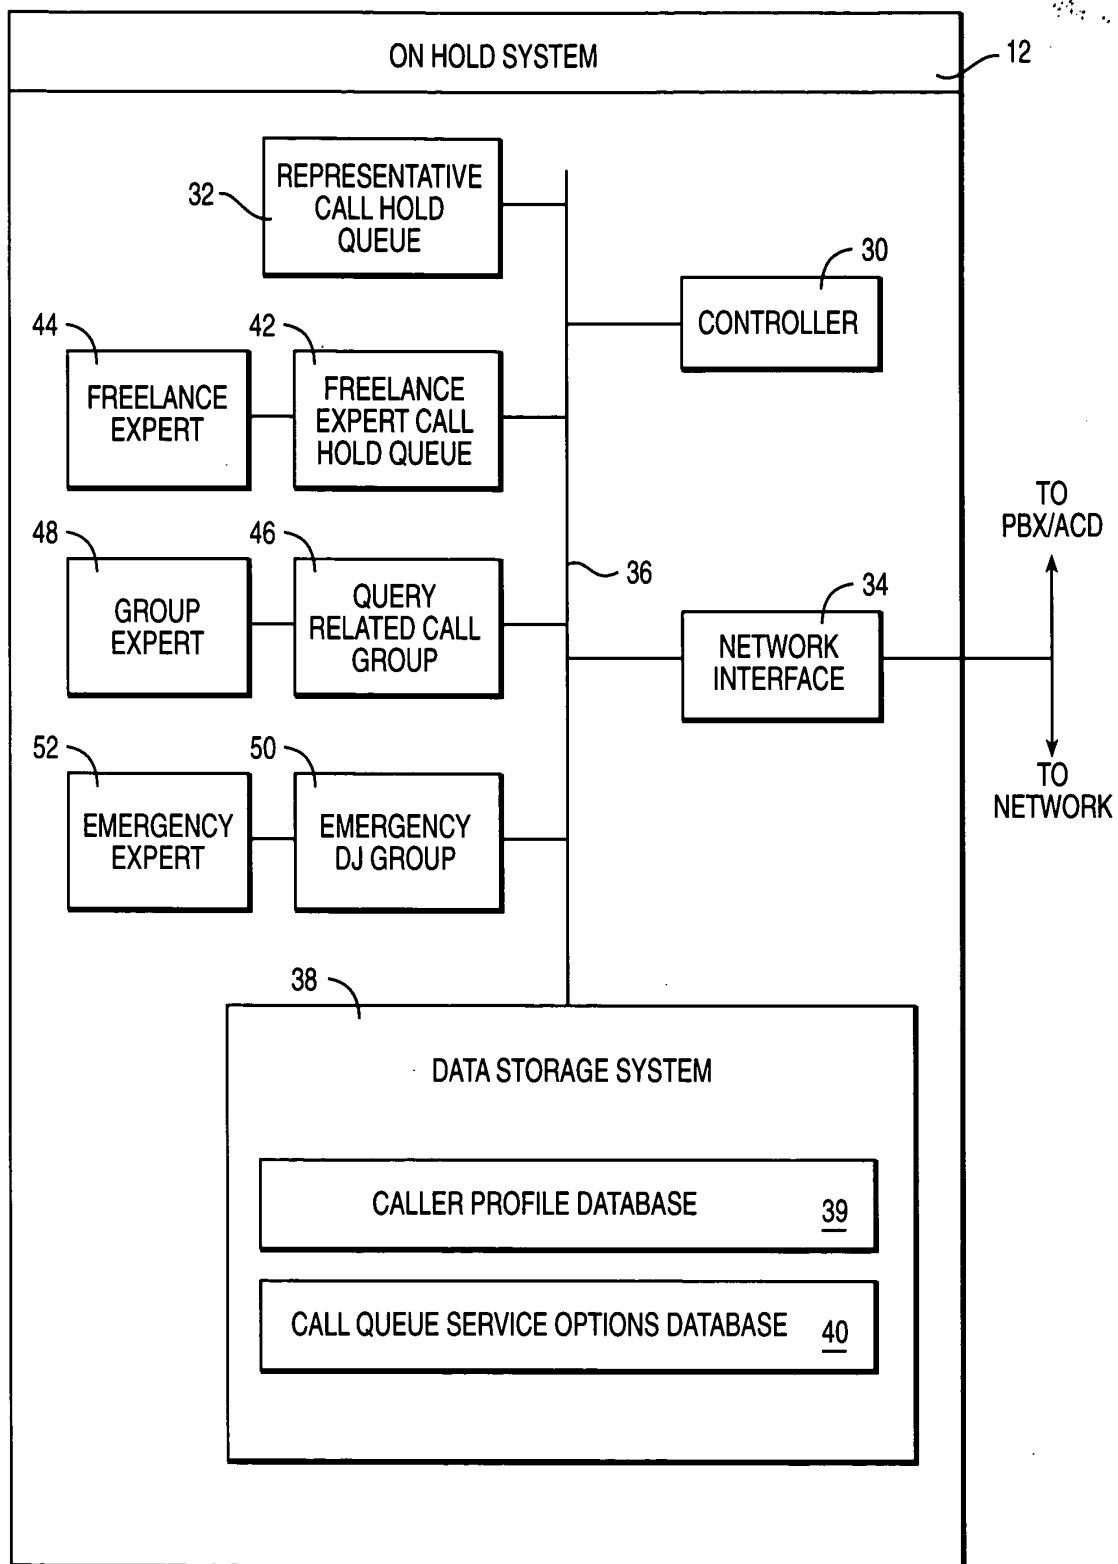 ON HOLD SYSTEM
12
32
REPRESENTATIVE
CALL HOLD
QUEUE
30
CONTROLLER
44
FREELANCE
EXPERT
42
FREELANCE
EXPERT CALL
HOLD QUEUE
TO
PBX/ACD
48
GROUP
EXPERT
46
QUERY
RELATED CALL
GROUP
36
34
NETWORK
INTERFACE
52
EMERGENCY
EXPERT
50
EMERGENCY
DJ GROUP
TO
NETWORK
38
DATA STORAGE SYSTEM
CALLER PROFILE DATABASE 39
CALL QUEUE SERVICE OPTIONS DATABASE 40